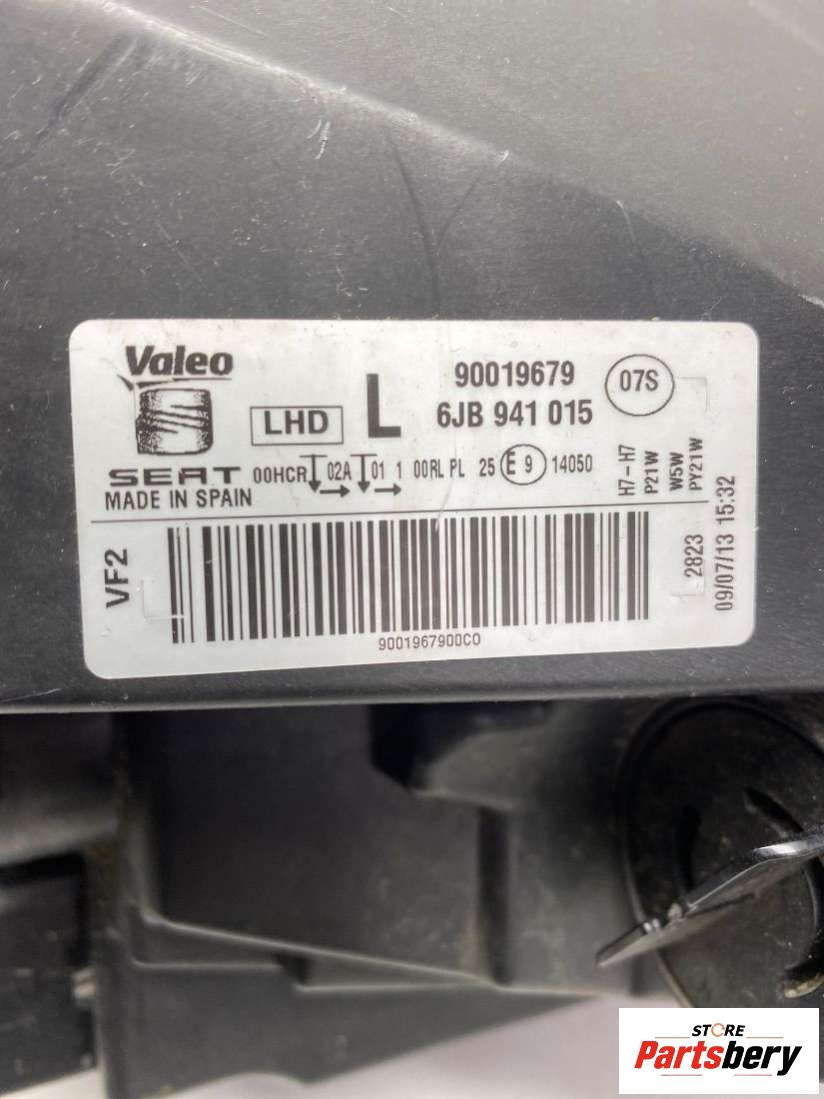 Valeo
LHD L
90019679
6JB 941 015
07S
SEAT 00HCR 02A 01 1 00RL PL 25 E 9 14050
MADE IN SPAIN
H7-H7
P21W
W5W
PY21W
VF2
2823
09/07/13 15:32
9001967900C0
STORE
Partsbery